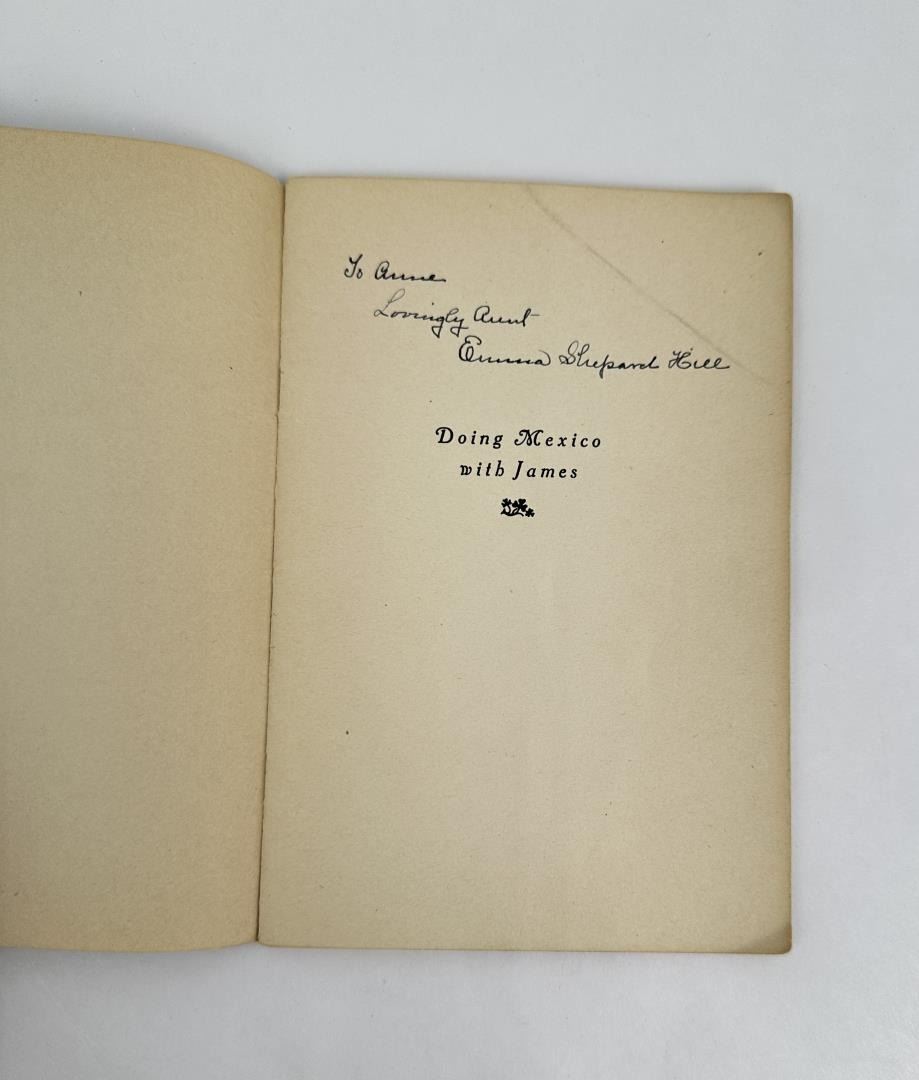 To Anne
Lovingly Aunt
Emma Shepard Hill
Doing Mexico
with James